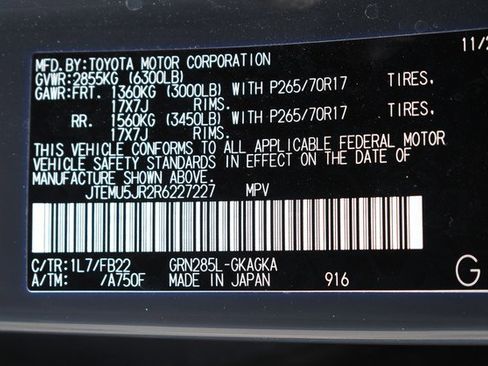 MFD.BY:TOYOTA MOTOR CORPORATION 11/2
GVWR:2855KG (6300LB)
GAWR:FRT. 1360KG (3000LB) WITH P265/70R17 TIRES.
17X7J RIMS.
RR. 1560KG (3450LB) WITH P265/70R17 TIRES.
17X7J RIMS.
THIS VEHICLE CONFORMS TO ALL APPLICABLE FEDERAL MOTOR
VEHICLE SAFETY STANDARDS IN EFFECT ON THE DATE OF
MANUFACTURE SHOWN ABOVE.
JTEMU5JR2R6227227 MPV
C/TR:1L7/FB22 GRN285L-GKAGKA G
A/TM: /A750F MADE IN JAPAN 916